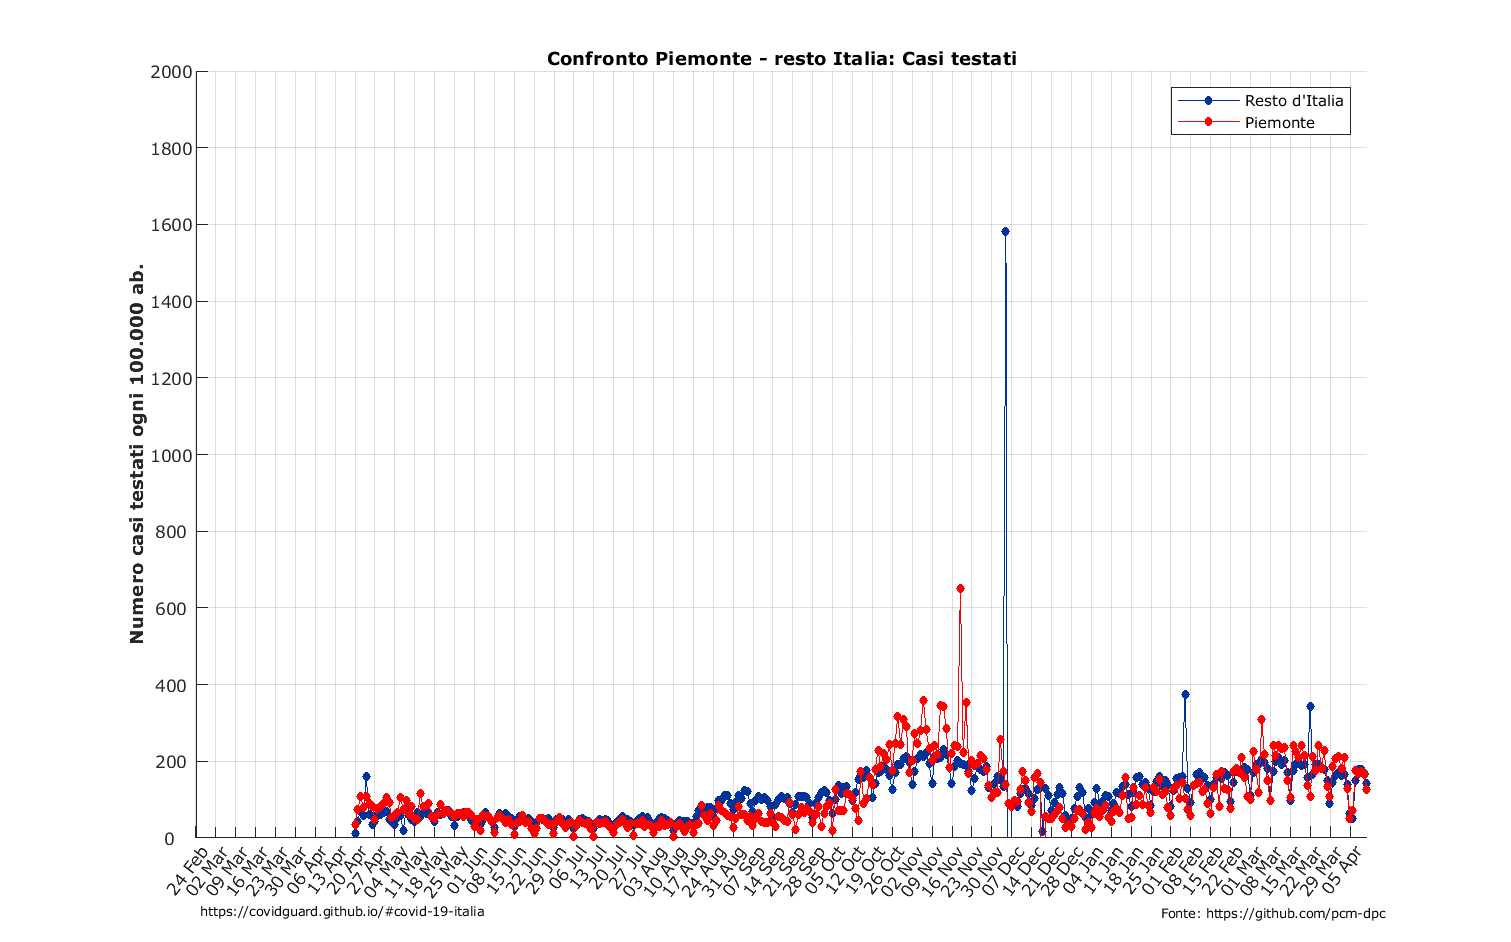 Confronto Piemonte - resto Italia: Casi testati
Resto d'Italia
Piemonte
Numero casi testati ogni 100.000 ab.
2000
1800
1600
1400
1200
1000
800
600
400
200
0
24 Feb
02 Mar
09 Mar
16 Mar
23 Mar
30 Mar
06 Apr
13 Apr
20 Apr
27 Apr
04 May
11 May
18 May
25 May
01 Jun
08 Jun
15 Jun
22 Jun
29 Jun
06 Jul
13 Jul
20 Jul
27 Jul
03 Aug
10 Aug
17 Aug
24 Aug
31 Aug
07 Sep
14 Sep
21 Sep
28 Sep
05 Oct
12 Oct
19 Oct
26 Oct
02 Nov
09 Nov
16 Nov
23 Nov
30 Nov
07 Dec
14 Dec
21 Dec
28 Dec
04 Jan
11 Jan
18 Jan
25 Jan
01 Feb
08 Feb
15 Feb
22 Feb
01 Mar
08 Mar
15 Mar
22 Mar
29 Mar
05 Apr
https://covidguard.github.io/#covid-19-italia
Fonte: https://github.com/pcm-dpc